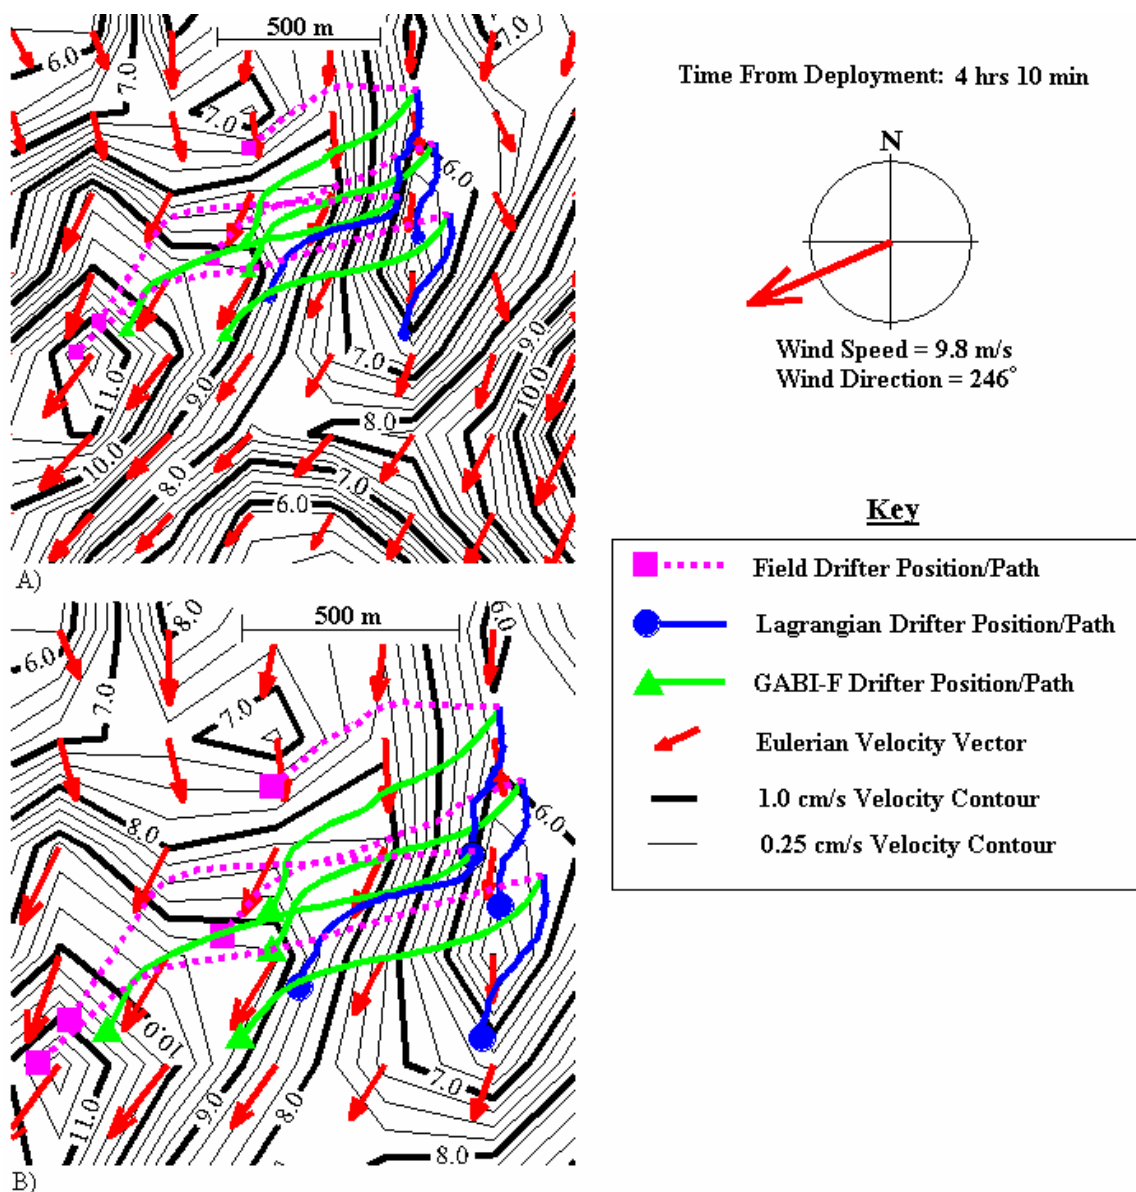 500 m
6.0
7.0
7.0
7.0
6.0
11.0
9.0
7.0
10.0
9.0
8.0
10.0
8.0
7.0
6.0
A)
500 m
8.0
6.0
6.0
7.0
7.0
8.0
6.0
10.0
7.0
11.0
9.0
8.0
8.0
B)
Time From Deployment: 4 hrs 10 min
N
Wind Speed = 9.8 m/s
Wind Direction = 246°
Key
Field Drifter Position/Path
Lagrangian Drifter Position/Path
GABI-F Drifter Position/Path
Eulerian Velocity Vector
1.0 cm/s Velocity Contour
0.25 cm/s Velocity Contour